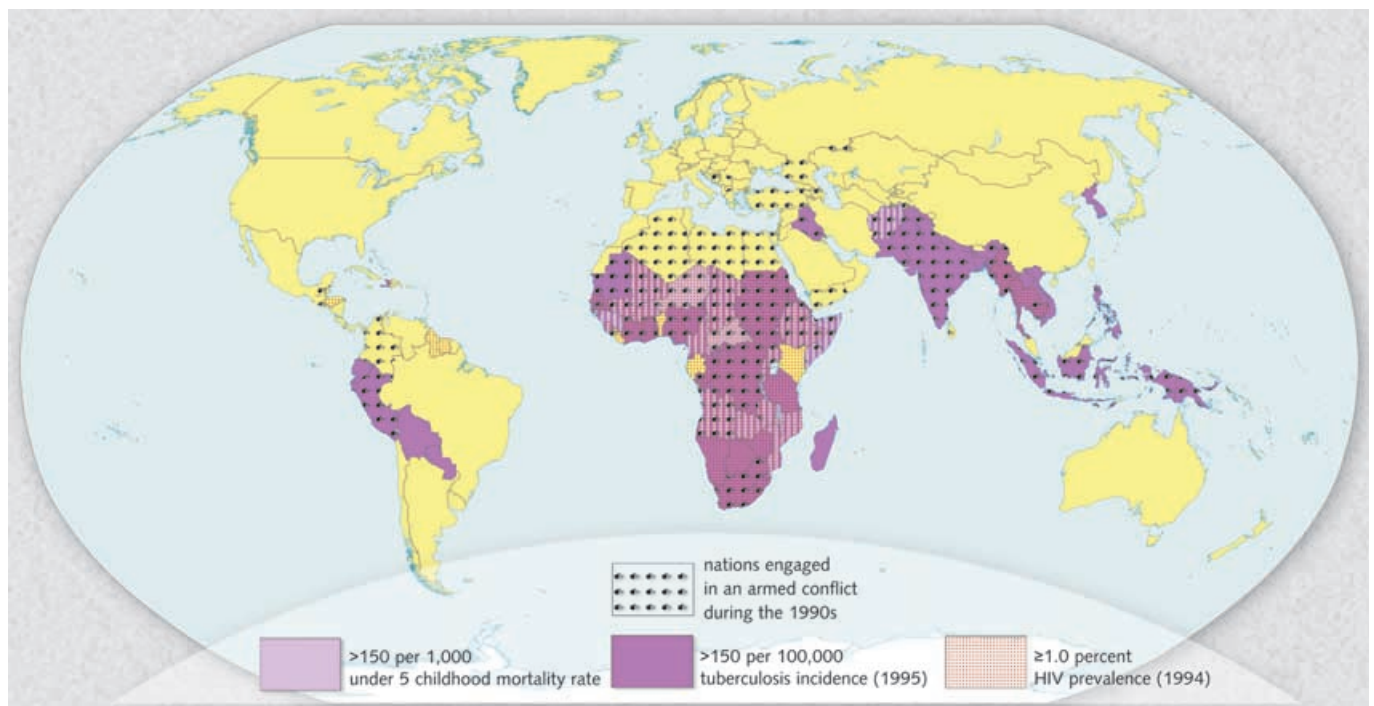 nations engaged
in an armed conflict
during the 1990s
>150 per 1,000
under 5 childhood mortality rate
>150 per 100,000
tuberculosis incidence (1995)
≥1.0 percent
HIV prevalence (1994)